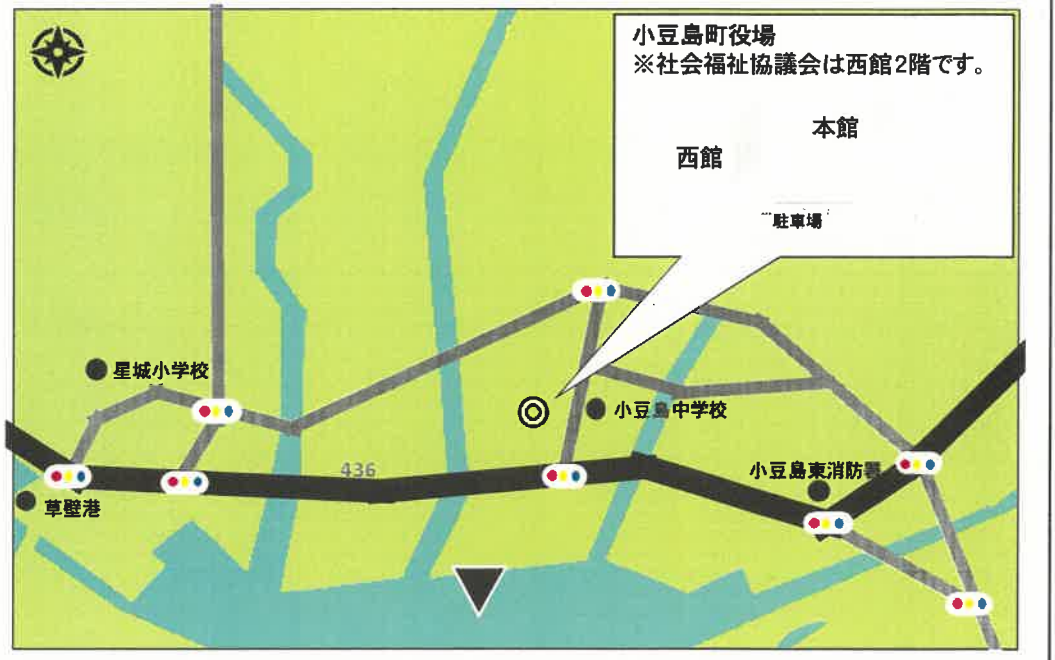 小豆島町役場
※社会福祉協議会は西館2階です。
本館
西館
駐車場
星城小学校
小豆島中学校
436
小豆島東消防署
草壁港